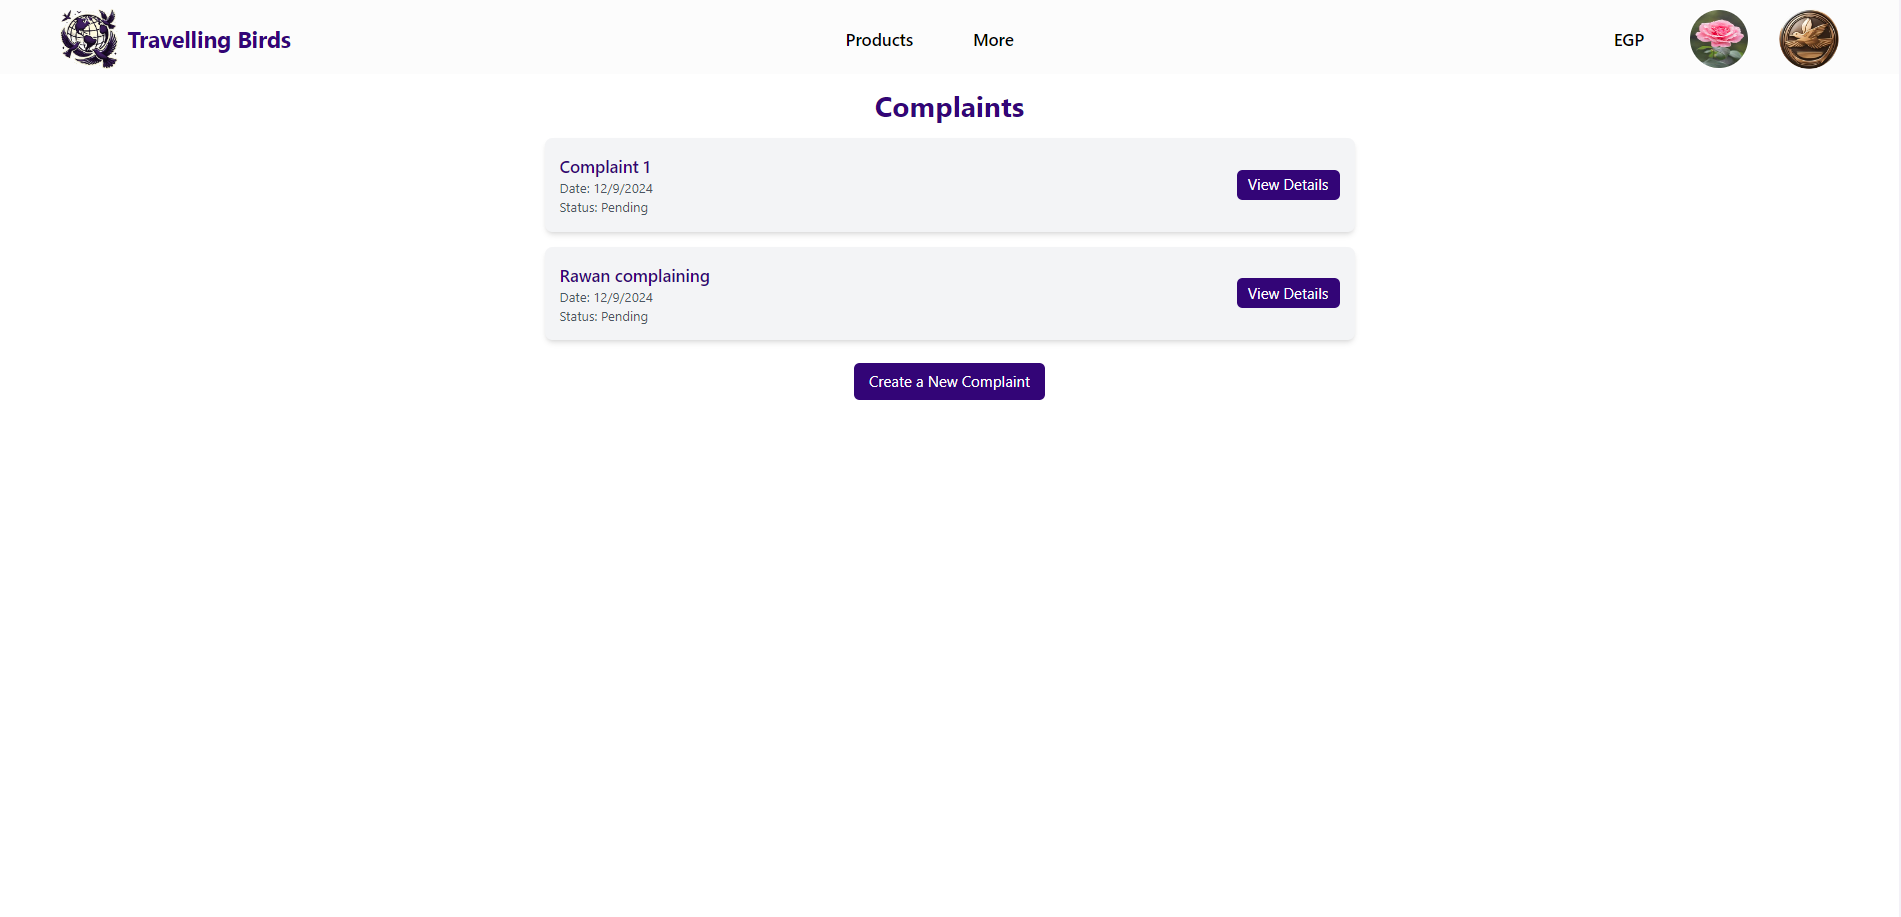 Travelling Birds
Products
More
EGP
Complaints
Complaint 1
Date: 12/9/2024
Status: Pending
View Details
Rawan complaining
Date: 12/9/2024
Status: Pending
View Details
Create a New Complaint